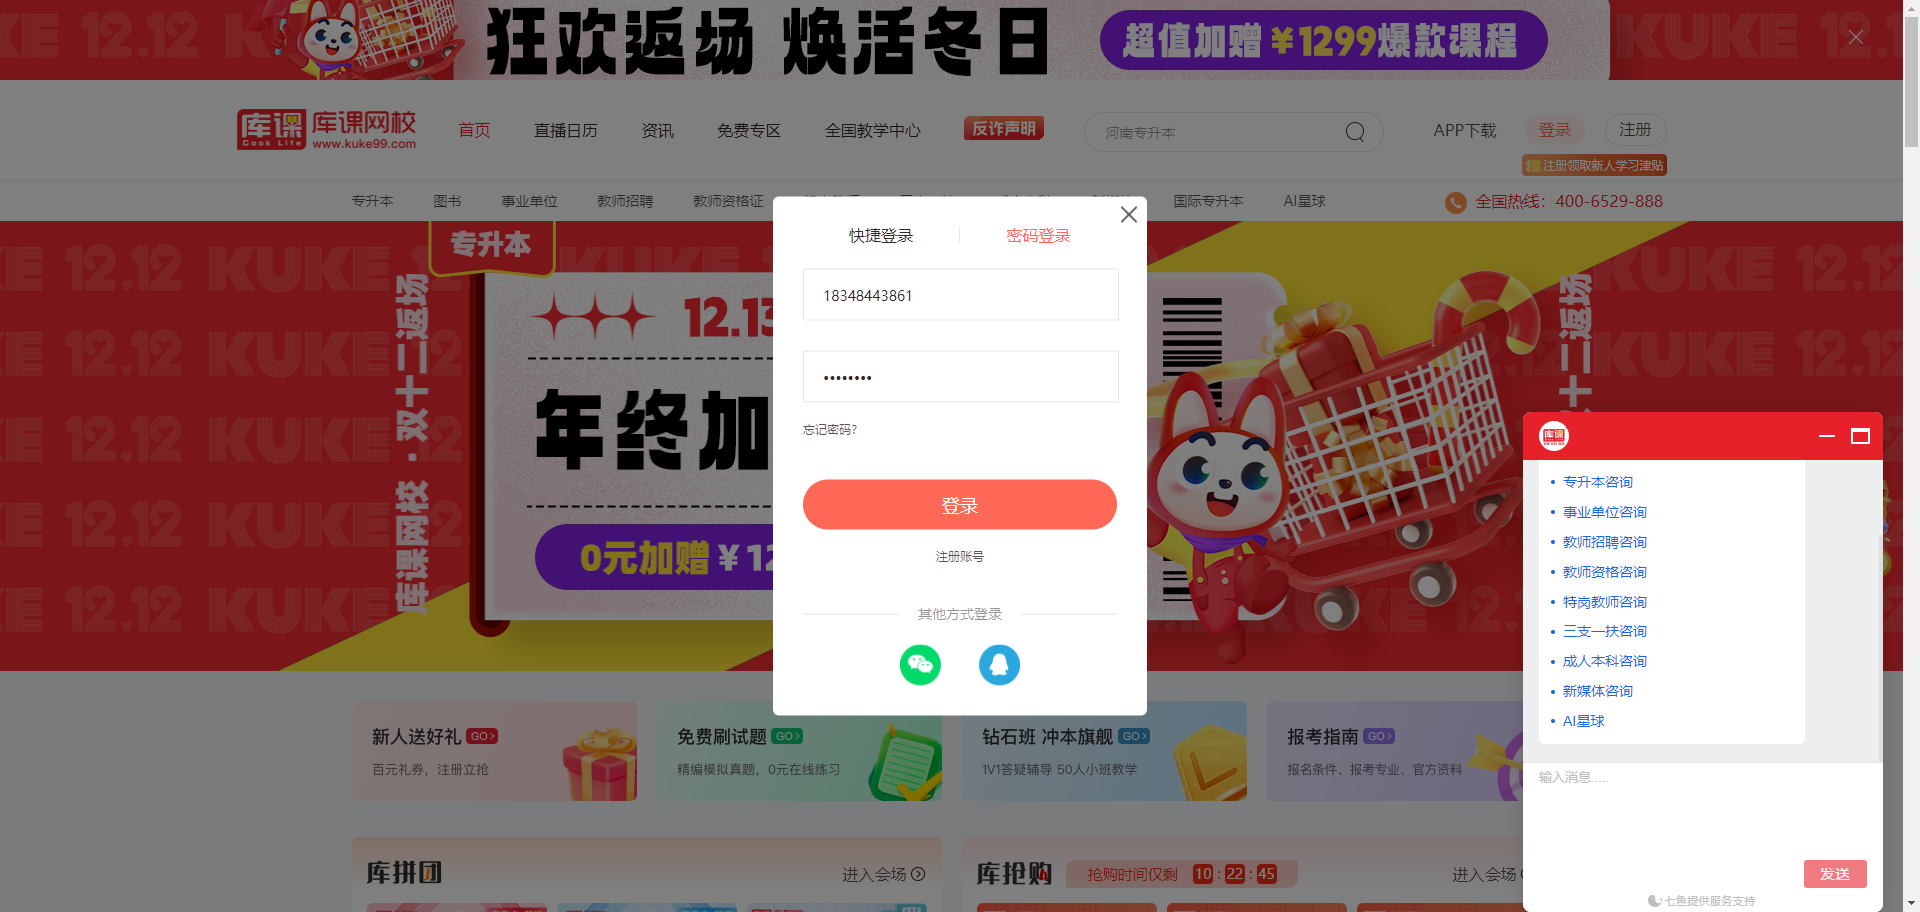 KUKE 12.12 KUKE
狂欢返场 焕活冬日
超值加赠¥1299爆款课程
KUKE 12.1
库课
Cook Life
库课网校
www.kuke99.com
首页
直播日历
资讯
免费专区
全国教学中心
反诈声明
河南专升本
APP下载
登录
注册
注册领取新人学习津贴
专升本
图书
事业单位
教师招聘
教师资格证
国际专升本
AI星球
全国热线：400-6529-888
专升本
库课网校 · 双十二返场
12.13
年终加
0元加赠¥12
快捷登录
密码登录
18348443861
••••••••
忘记密码?
登录
注册账号
其他方式登录
库课
专升本咨询
事业单位咨询
教师招聘咨询
教师资格咨询
特岗教师咨询
三支一扶咨询
成人本科咨询
新媒体咨询
AI星球
输入消息.....
发送
七鱼提供服务支持
新人送好礼 GO>
百元礼券，注册立抢
免费刷试题 GO>
精编模拟真题，0元在线练习
钻石班 冲本旗舰 GO>
1V1答疑辅导 50人小班教学
报考指南 GO>
报名条件、报考专业、官方资料
库拼团
进入会场
库抢购
抢购时间仅剩 10 : 22 : 45
进入会场